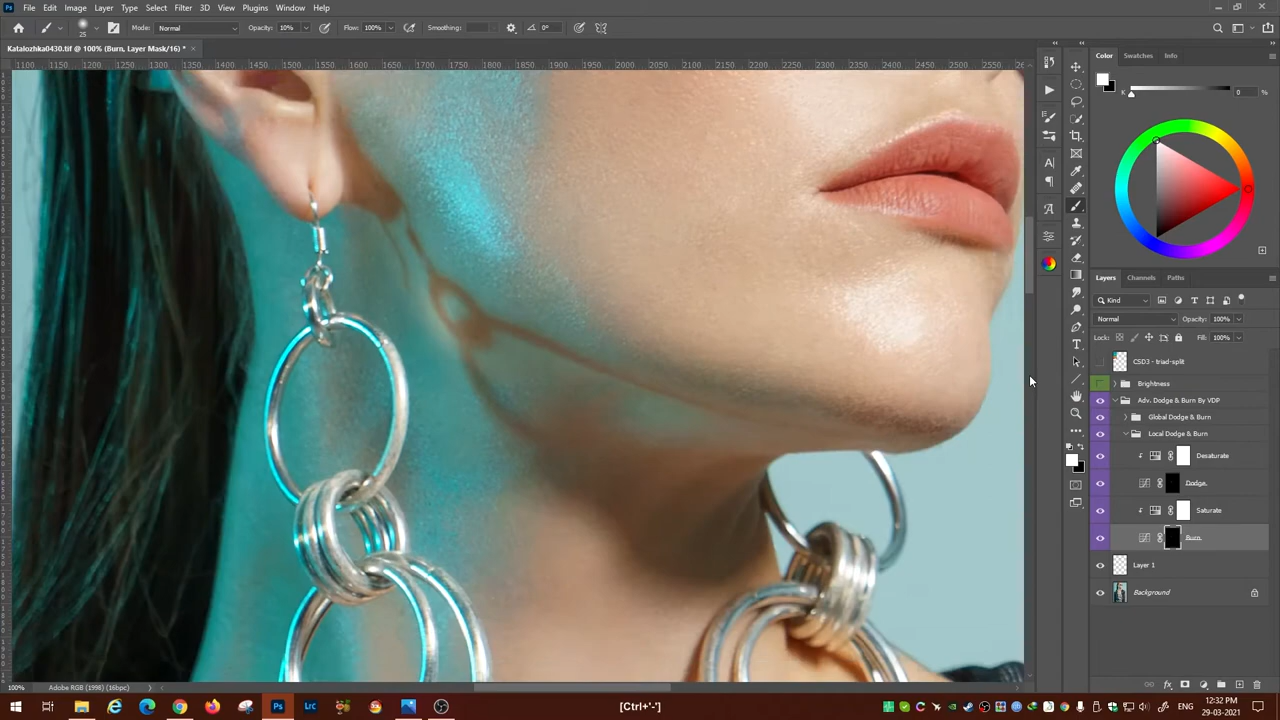 File Edit Image Layer Type Select Filter 3D View Plugins Window Help
25 Mode: Normal Opacity: 10% Flow: 100% Smoothing: 0°
Katalozhka0430.tif @ 100% (Burn, Layer Mask/16) * ×
1100 1150 1200 1250 1300 1350 1400 1450 1500 1550 1600 1650 1700 1750 1800 1850 1900 1950 2000 2050 2100 2150 2200 2250 2300 2350 2400 2450 2500 2550
Color Swatches Info
K 0 %
Layers Channels Paths
Kind
Normal Opacity: 100%
Lock: Fill: 100%
CSD3 - triad-split
Brightness
Adv. Dodge & Burn By VDP
Global Dodge & Burn
Local Dodge & Burn
Desaturate
Dodge
Saturate
Burn
Layer 1
Background
100% Adobe RGB (1998) (16bpc)
[Ctrl+'-']
ENG
12:32 PM
29-03-2021